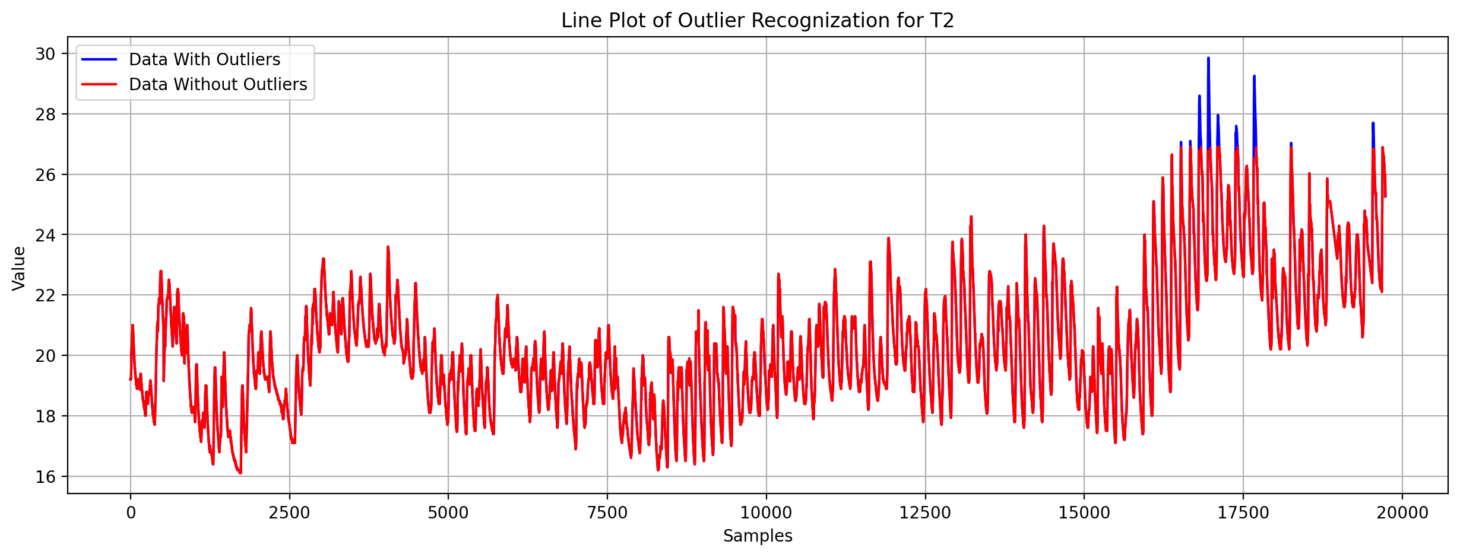 Line Plot of Outlier Recognization for T2
Data With Outliers
Data Without Outliers
Value
30
28
26
24
22
20
18
16
0 2500 5000 7500 10000 12500 15000 17500 20000
Samples